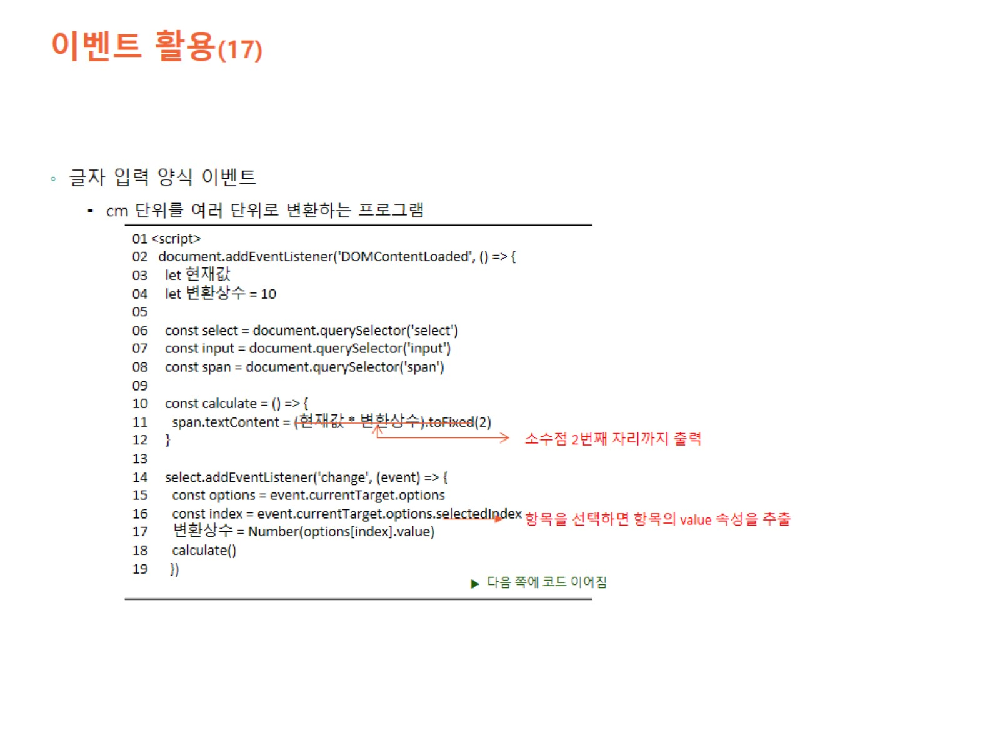 이벤트 활용(17)
◦ 글자 입력 양식 이벤트
▪ cm 단위를 여러 단위로 변환하는 프로그램
01 <script>
02 document.addEventListener('DOMContentLoaded', () => {
03 let 현재값
04 let 변환상수 = 10
05
06 const select = document.querySelector('select')
07 const input = document.querySelector('input')
08 const span = document.querySelector('span')
09
10 const calculate = () => {
11 span.textContent = (현재값 * 변환상수).toFixed(2)
12 }
소수점 2번째 자리까지 출력
13
14 select.addEventListener('change', (event) => {
15 const options = event.currentTarget.options
16 const index = event.currentTarget.options.selectedIndex
항목을 선택하면 항목의 value 속성을 추출
17 변환상수 = Number(options[index].value)
18 calculate()
19 })
▶ 다음 쪽에 코드 이어짐